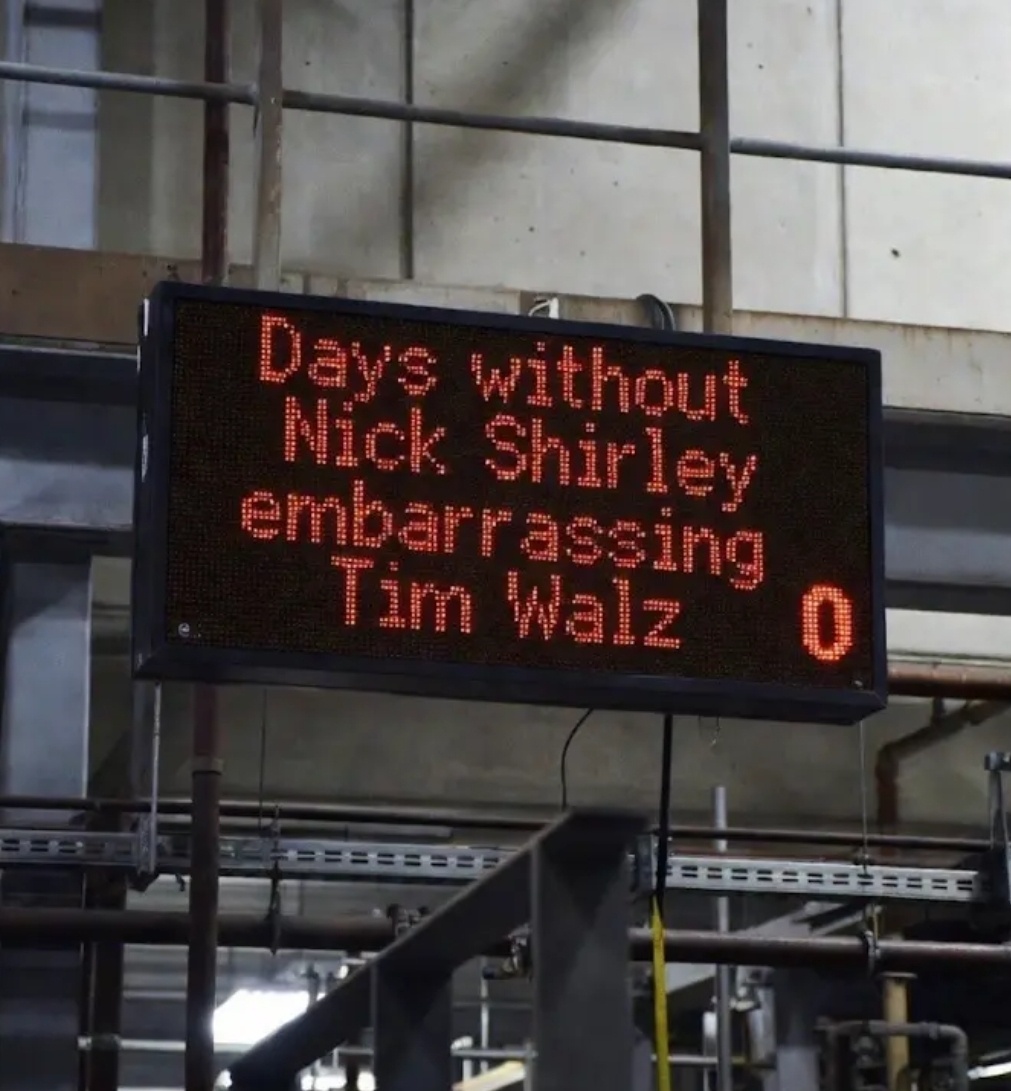 Days without
Nick Shirley
embarrassing
Tim Walz
0